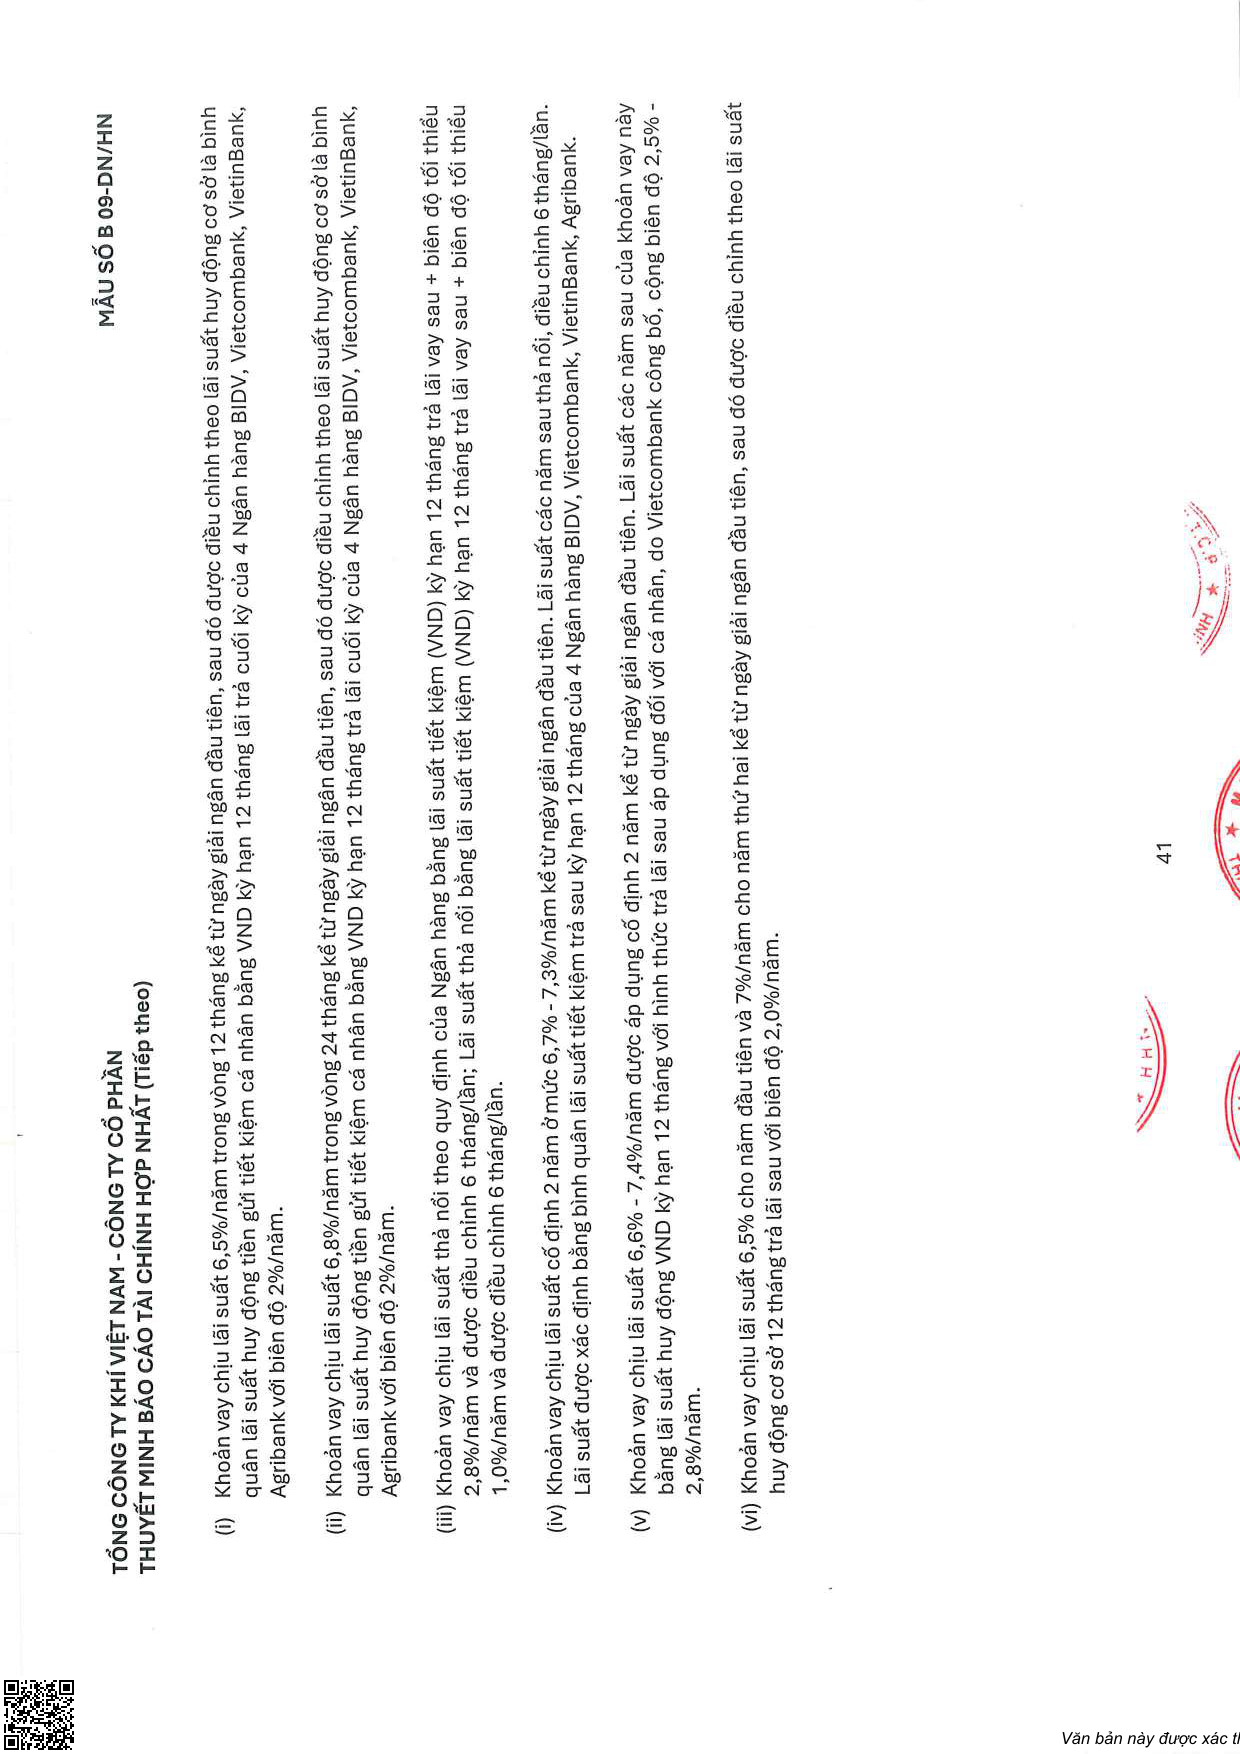 TỔNG CÔNG TY KHÍ VIỆT NAM - CÔNG TY CỔ PHẦN
MẪU SỐ B 09-DN/HN
THUYẾT MINH BÁO CÁO TÀI CHÍNH HỢP NHẤT (Tiếp theo)
(i) Khoản vay chịu lãi suất 6,5%/năm trong vòng 12 tháng kể từ ngày giải ngân đầu tiên, sau đó được điều chỉnh theo lãi suất huy động cơ sở là bình
quân lãi suất huy động tiền gửi tiết kiệm cá nhân bằng VND kỳ hạn 12 tháng lãi trả cuối kỳ của 4 Ngân hàng BIDV, Vietcombank, VietinBank,
Agribank với biên độ 2%/năm.
(ii) Khoản vay chịu lãi suất 6,8%/năm trong vòng 24 tháng kể từ ngày giải ngân đầu tiên, sau đó được điều chỉnh theo lãi suất huy động cơ sở là bình
quân lãi suất huy động tiền gửi tiết kiệm cá nhân bằng VND kỳ hạn 12 tháng trả lãi cuối kỳ của 4 Ngân hàng BIDV, Vietcombank, VietinBank,
Agribank với biên độ 2%/năm.
(iii) Khoản vay chịu lãi suất thả nổi theo quy định của Ngân hàng bằng lãi suất tiết kiệm (VND) kỳ hạn 12 tháng trả lãi vay sau + biên độ tối thiểu
2,8%/năm và được điều chỉnh 6 tháng/lần; Lãi suất thả nổi bằng lãi suất tiết kiệm (VND) kỳ hạn 12 tháng trả lãi vay sau + biên độ tối thiểu
1,0%/năm và được điều chỉnh 6 tháng/lần.
(iv) Khoản vay chịu lãi suất cố định 2 năm ở mức 6,7% - 7,3%/năm kể từ ngày giải ngân đầu tiên. Lãi suất các năm sau thả nổi, điều chỉnh 6 tháng/lần.
Lãi suất được xác định bằng bình quân lãi suất tiết kiệm trả sau kỳ hạn 12 tháng của 4 Ngân hàng BIDV, Vietcombank, VietinBank, Agribank.
(v) Khoản vay chịu lãi suất 6,6% - 7,4%/năm được áp dụng cố định 2 năm kể từ ngày giải ngân đầu tiên. Lãi suất các năm sau của khoản vay này
bằng lãi suất huy động VND kỳ hạn 12 tháng với hình thức trả lãi sau áp dụng đối với cá nhân, do Vietcombank công bố, cộng biên độ 2,5% -
2,8%/năm.
(vi) Khoản vay chịu lãi suất 6,5% cho năm đầu tiên và 7%/năm cho năm thứ hai kể từ ngày giải ngân đầu tiên, sau đó được điều chỉnh theo lãi suất
huy động cơ sở 12 tháng trả lãi sau với biên độ 2,0%/năm.
41
Văn bản này được xác th